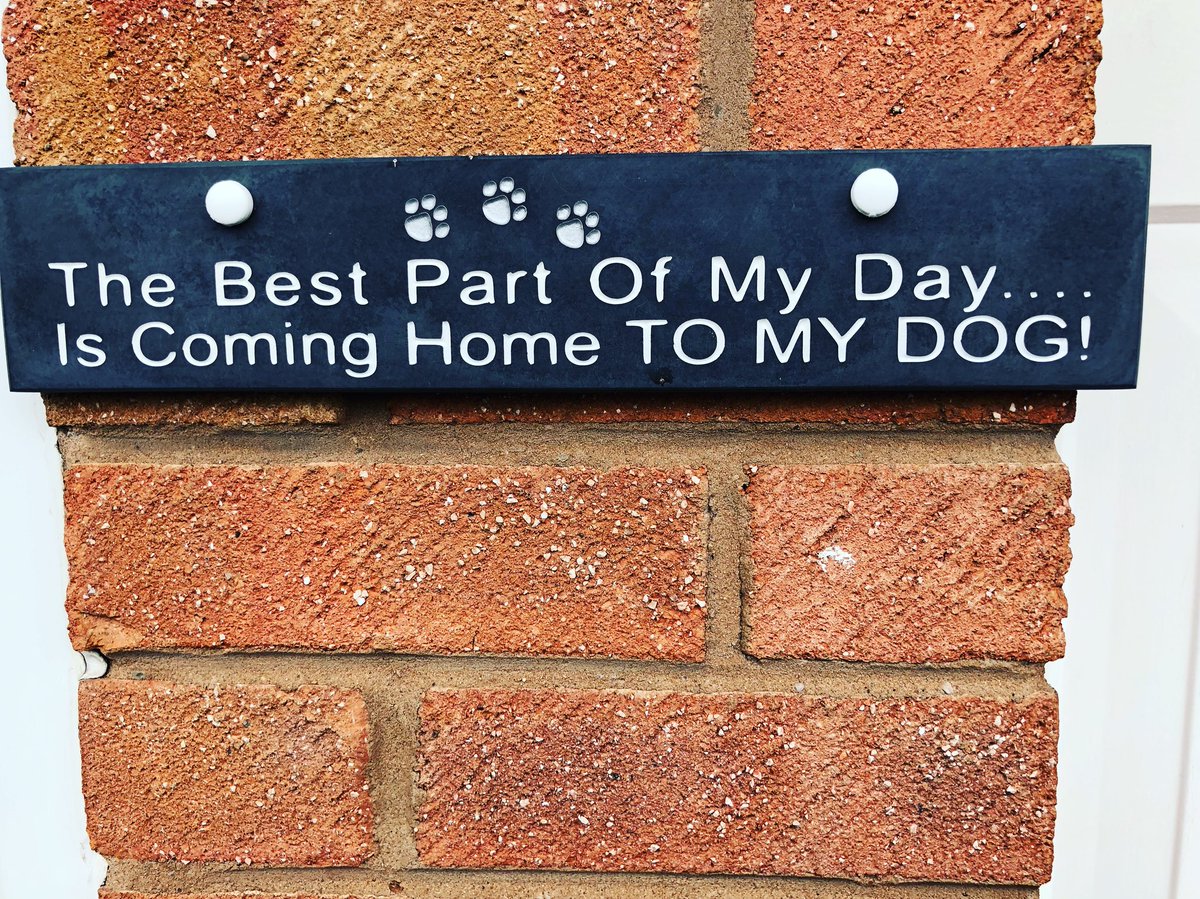 The Best Part Of My Day....
Is Coming Home TO MY DOG!